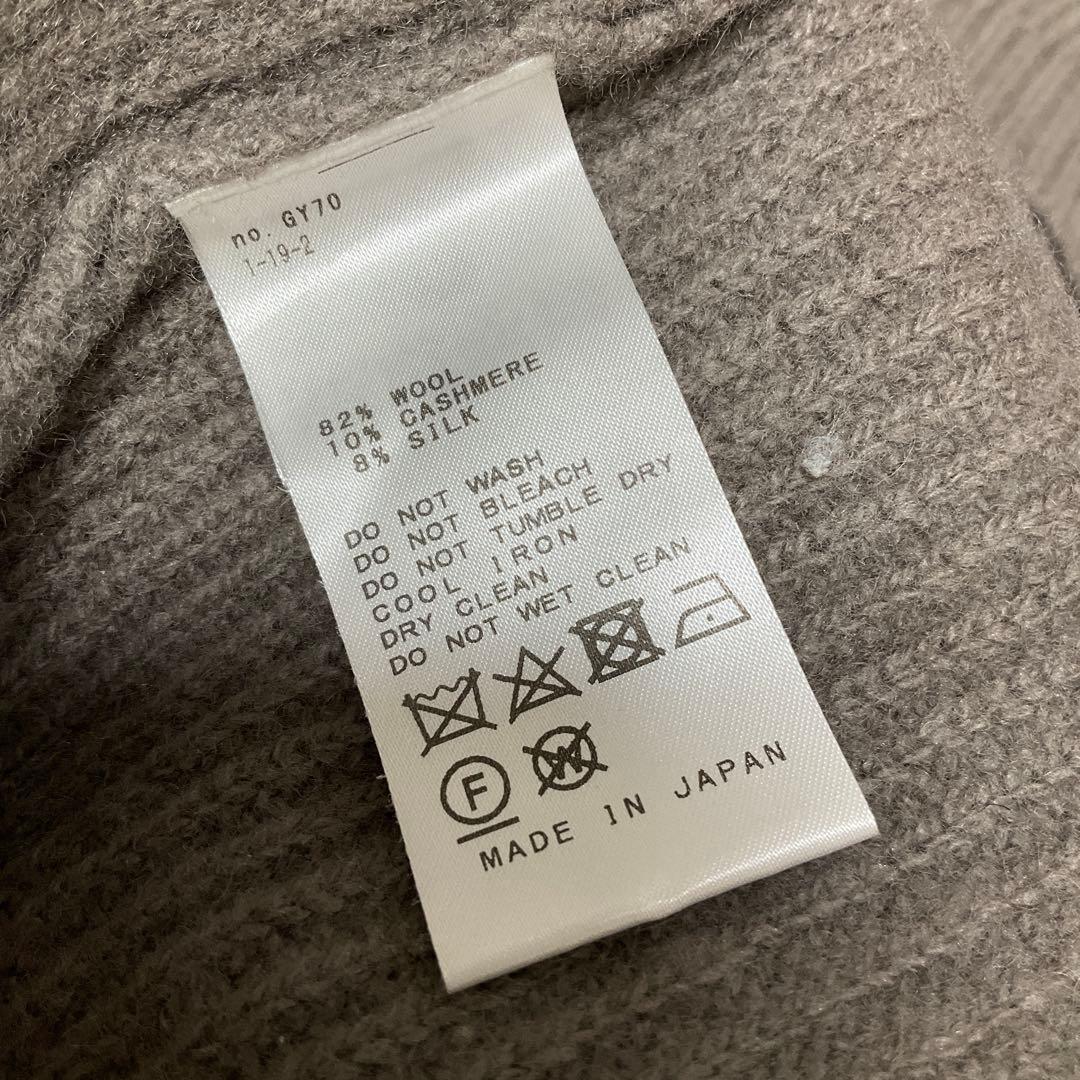 no. GY70
1-19-2
82% WOOL
10% CASHMERE
8% SILK
DO NOT WASH
DO NOT BLEACH
DO NOT TUMBLE DRY
COOL IRON
DRY CLEAN
DO NOT WET CLEAN
F W
MADE IN JAPAN